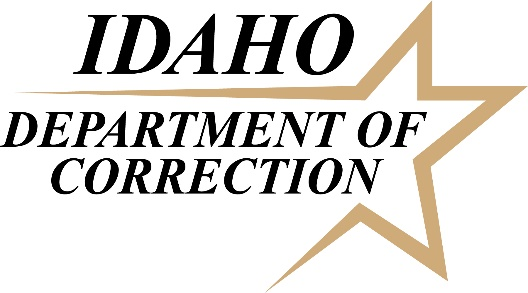 IDAHO
DEPARTMENT OF
CORRECTION